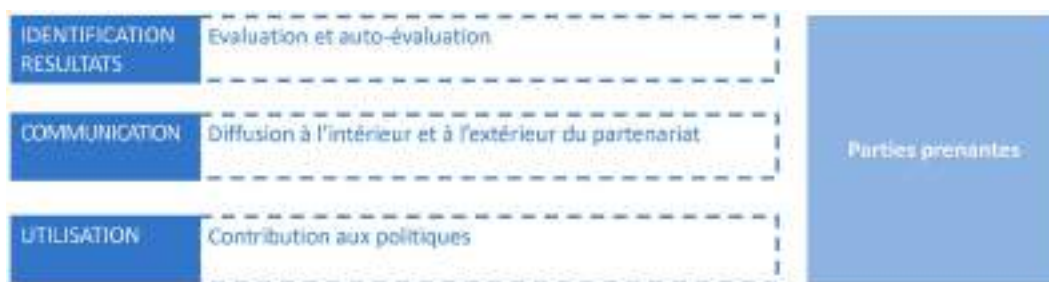 IDENTIFICATION
RESULTATS
Evaluation et auto-évaluation
COMMUNICATION
Diffusion à l'intérieur et à l'extérieur du partenariat
UTILISATION
Contribution aux politiques
Parties prenantes